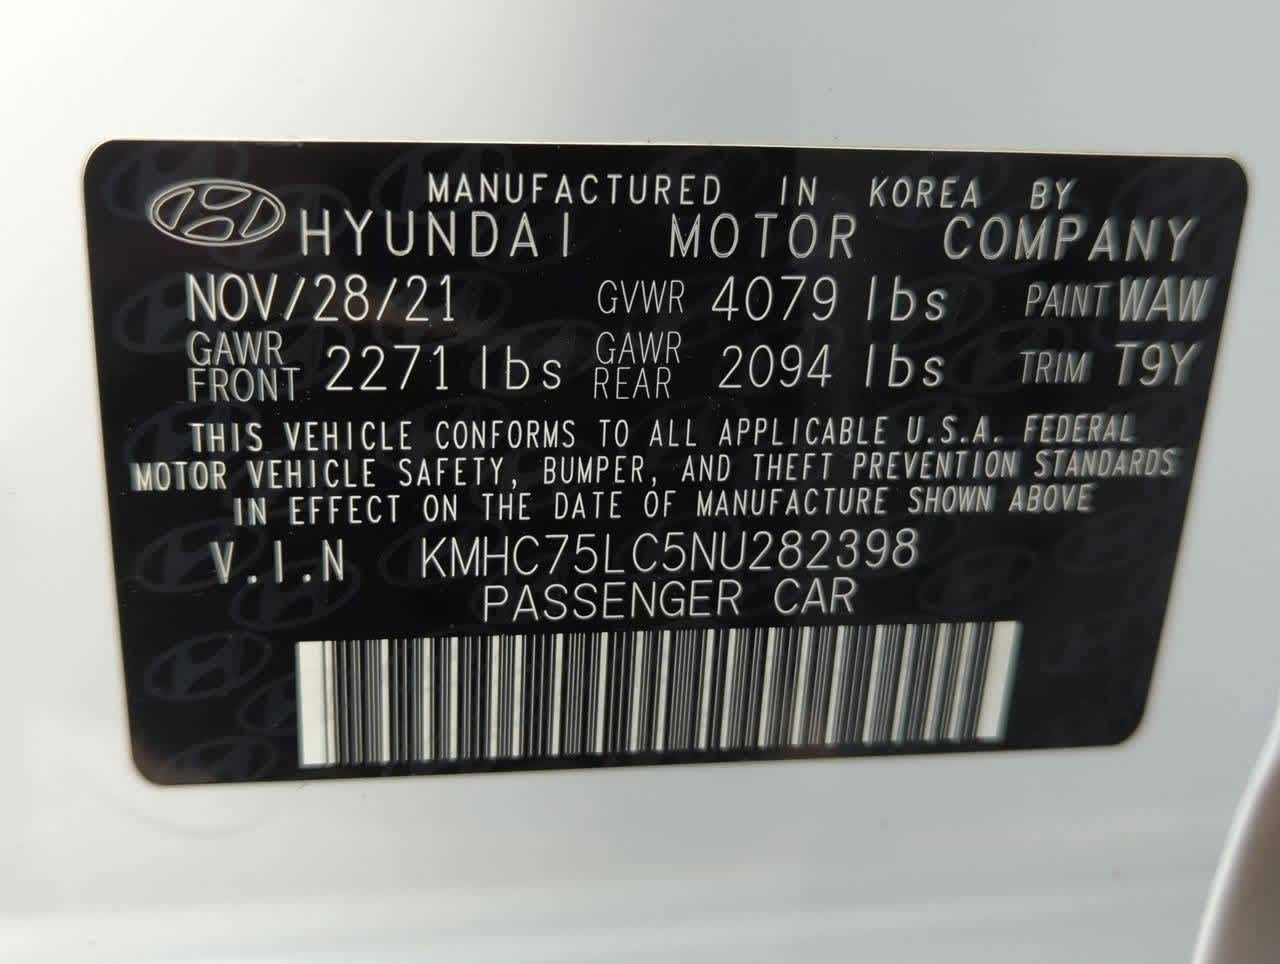 MANUFACTURED IN KOREA BY
HYUNDAI MOTOR COMPANY
NOV/28/21 GVWR 4079 lbs PAINT WAW
GAWR FRONT 2271 lbs GAWR REAR 2094 lbs TRIM T9Y
THIS VEHICLE CONFORMS TO ALL APPLICABLE U.S.A. FEDERAL
MOTOR VEHICLE SAFETY, BUMPER, AND THEFT PREVENTION STANDARDS
IN EFFECT ON THE DATE OF MANUFACTURE SHOWN ABOVE
V.I.N KMHC75LC5NU282398
PASSENGER CAR